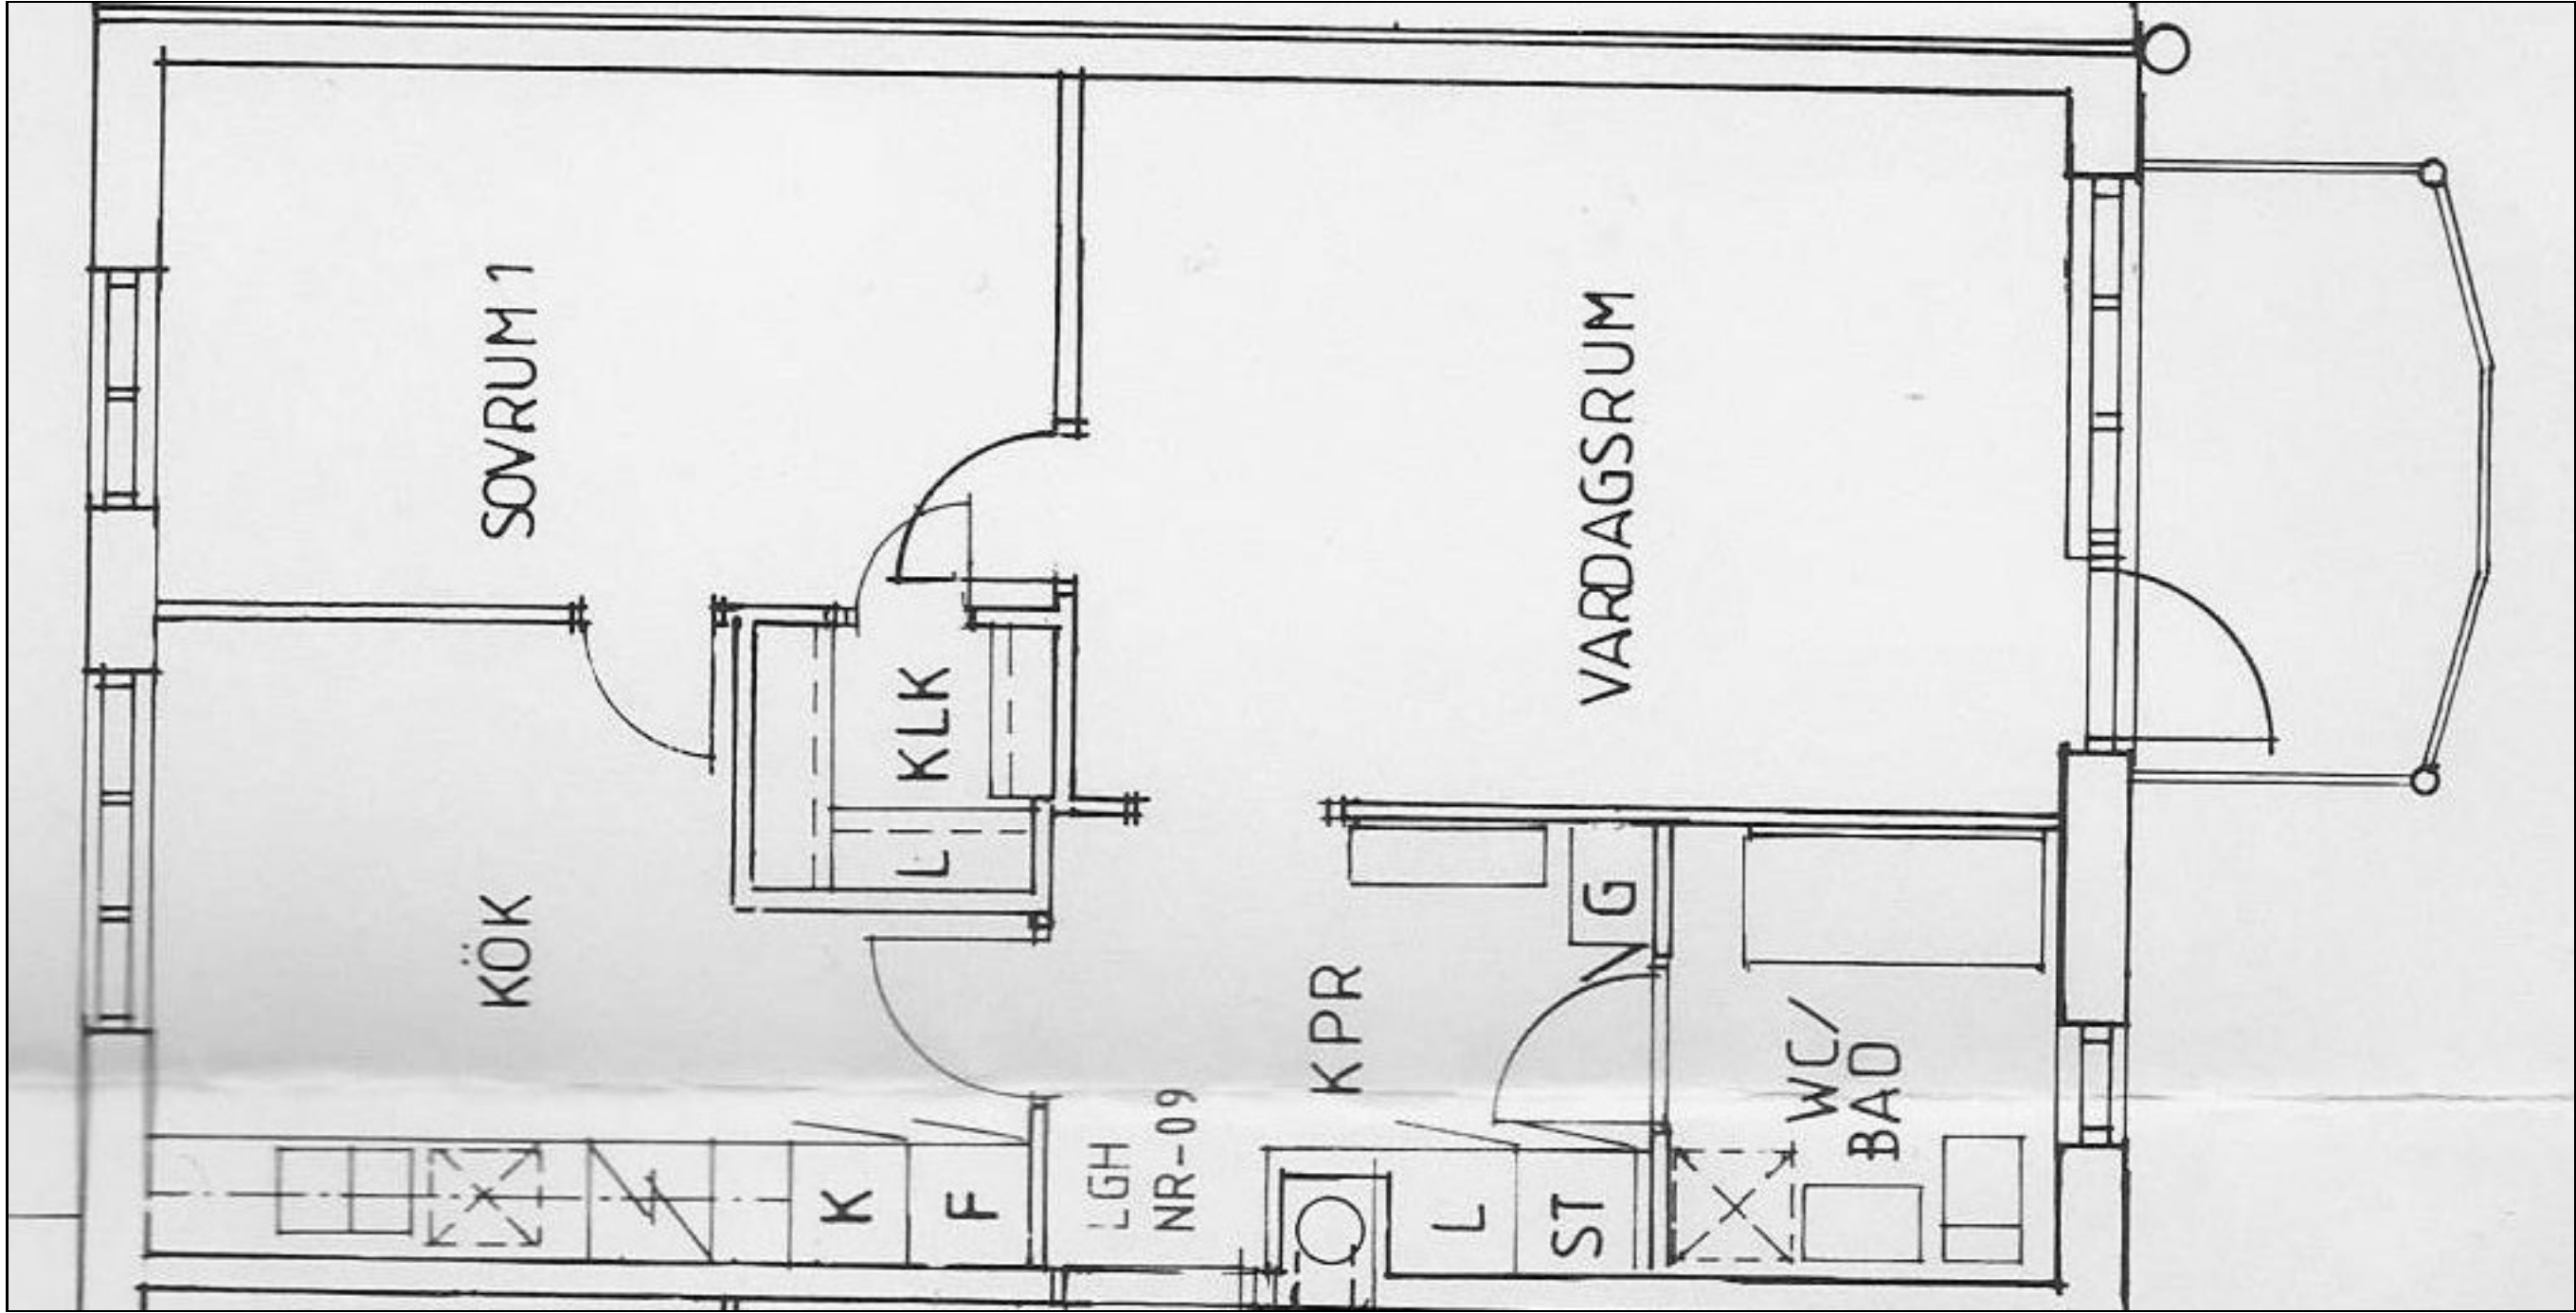 SOVRUM 1
VARDAGSRUM
KLK
L
KÖK
G
KPR
WC/
BAD
LGH
NR-09
K
F
L
ST